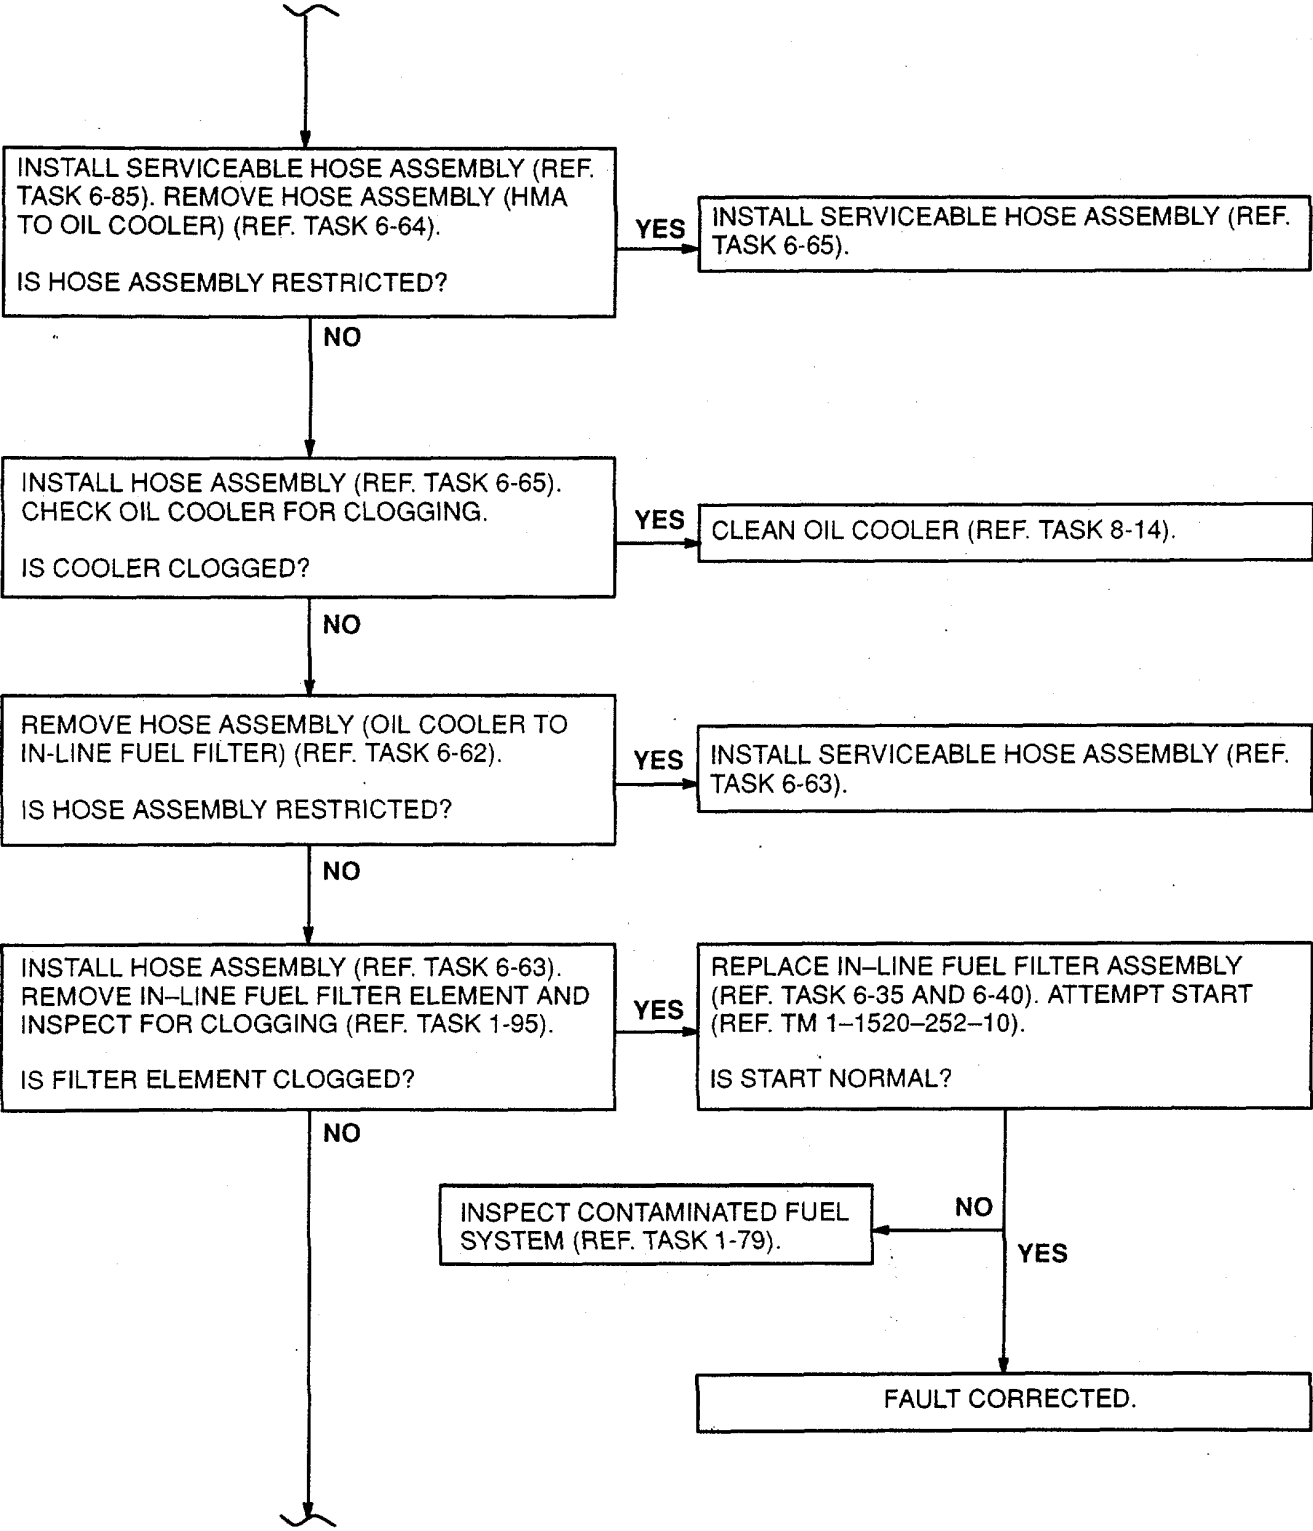 INSTALL SERVICEABLE HOSE ASSEMBLY (REF.
TASK 6-85). REMOVE HOSE ASSEMBLY (HMA
TO OIL COOLER) (REF. TASK 6-64).
IS HOSE ASSEMBLY RESTRICTED?
YES
INSTALL SERVICEABLE HOSE ASSEMBLY (REF.
TASK 6-65).
NO
INSTALL HOSE ASSEMBLY (REF. TASK 6-65).
CHECK OIL COOLER FOR CLOGGING.
IS COOLER CLOGGED?
YES
CLEAN OIL COOLER (REF. TASK 8-14).
NO
REMOVE HOSE ASSEMBLY (OIL COOLER TO
IN-LINE FUEL FILTER) (REF. TASK 6-62).
IS HOSE ASSEMBLY RESTRICTED?
YES
INSTALL SERVICEABLE HOSE ASSEMBLY (REF.
TASK 6-63).
NO
INSTALL HOSE ASSEMBLY (REF. TASK 6-63).
REMOVE IN–LINE FUEL FILTER ELEMENT AND
INSPECT FOR CLOGGING (REF. TASK 1-95).
IS FILTER ELEMENT CLOGGED?
YES
REPLACE IN–LINE FUEL FILTER ASSEMBLY
(REF. TASK 6-35 AND 6-40). ATTEMPT START
(REF. TM 1–1520–252–10).
IS START NORMAL?
NO
INSPECT CONTAMINATED FUEL
SYSTEM (REF. TASK 1-79).
NO
YES
FAULT CORRECTED.